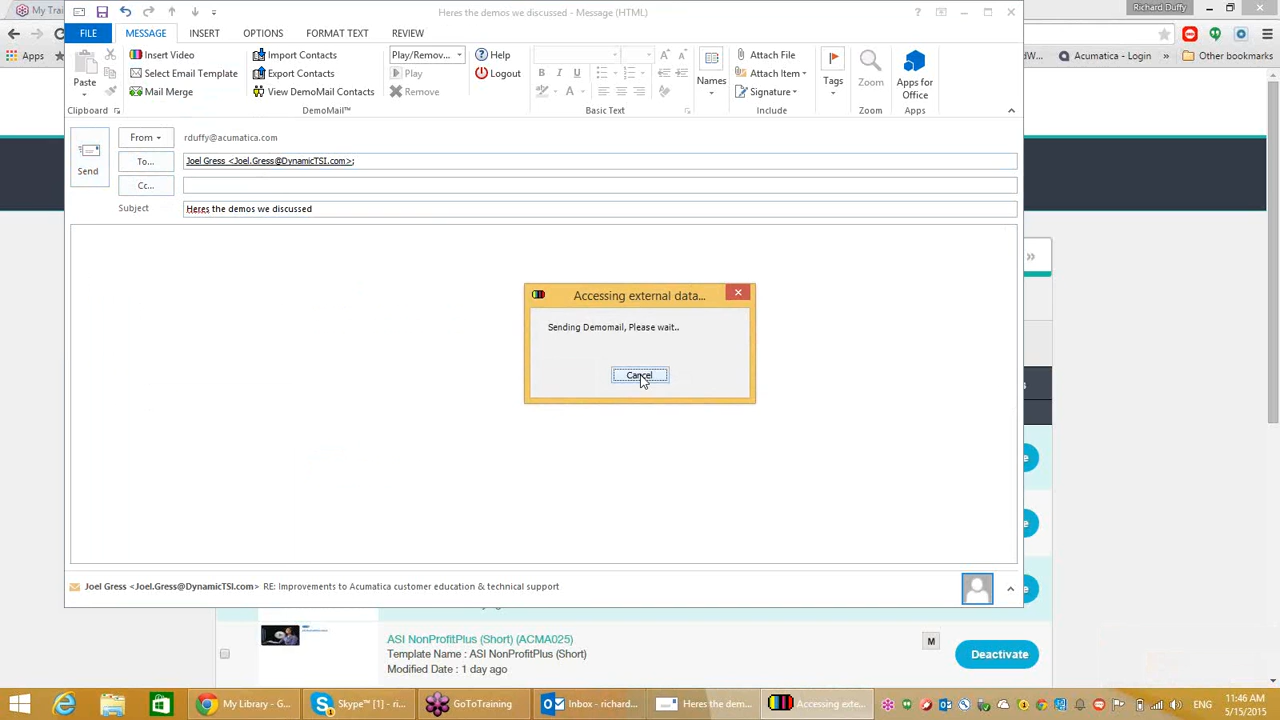 Heres the demos we discussed - Message (HTML)
Richard Duffy
My Tra
FILE MESSAGE INSERT OPTIONS FORMAT TEXT REVIEW
Apps
Paste
Insert Video
Select Email Template
Mail Merge
Import Contacts
Export Contacts
View DemoMail Contacts
Play/Remov...
Play
Remove
Help
Logout
B I U
Names
Attach File
Attach Item
Signature
Tags
Zoom
Apps for
Office
Acumatica - Login
Other bookmarks
Clipboard DemoMail™ Basic Text Include Zoom Apps
From rduffy@acumatica.com
To... Joel Gress <Joel.Gress@DynamicTSI.com>;
Cc...
Send
Subject Heres the demos we discussed
Accessing external data...
Sending Demomail, Please wait..
Cancel
Joel Gress <Joel.Gress@DynamicTSI.com> RE: Improvements to Acumatica customer education & technical support
ASI NonProfitPlus (Short) (ACMA025)
Template Name : ASI NonProfitPlus (Short)
Modified Date : 1 day ago
M
Deactivate
My Library - G...
Skype™ [1] - ri...
GoToTraining
Inbox - richard...
Heres the dem...
Accessing exte...
ENG
11:46 AM
5/15/2015